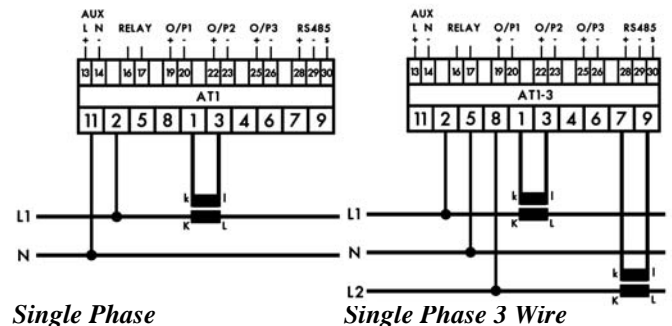 AUX
L N RELAY O/P1 O/P2 O/P3 RS485
+ - + - + - + - + - s
13 14 16 17 19 20 22 23 25 26 28 29 30
AT1
11 2 5 8 1 3 4 6 7 9
k l
L1 K L
N
Single Phase
AUX
L N RELAY O/P1 O/P2 O/P3 RS485
+ - + - + - + - + - s
13 14 16 17 19 20 22 23 25 26 28 29 30
AT1-3
11 2 5 8 1 3 4 6 7 9
k l
L1 K L
N
k l
L2 K L
Single Phase 3 Wire